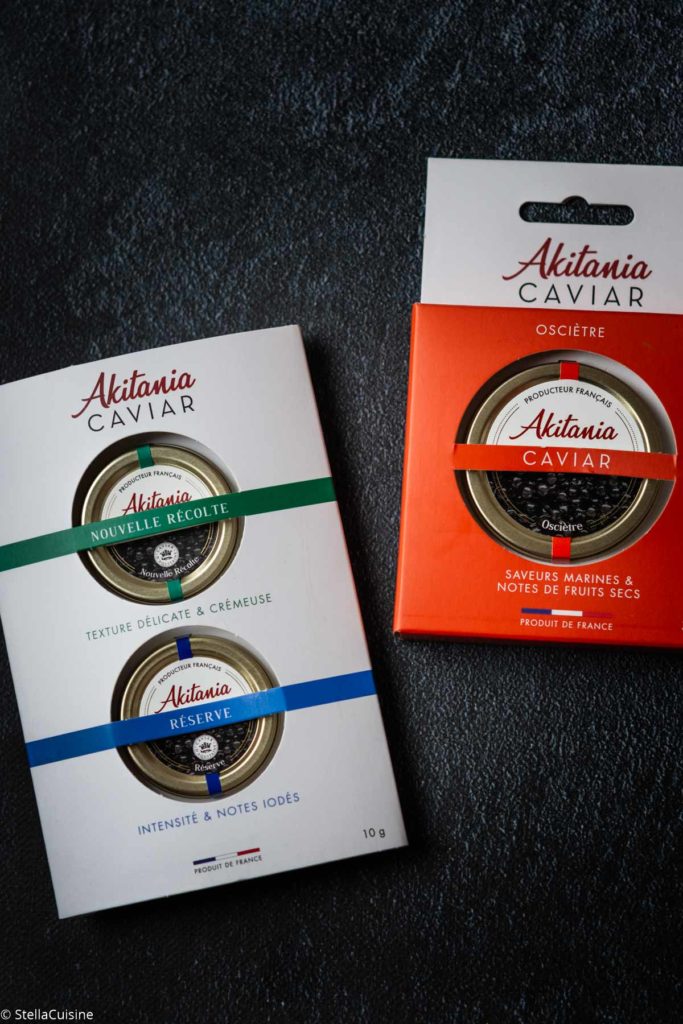 Akitania
CAVIAR
PRODUCTEUR FRANÇAIS
Akitania
NOUVELLE RÉCOLTE
Nouvelle Récolte
TEXTURE DÉLICATE & CRÉMEUSE
PRODUCTEUR FRANÇAIS
Akitania
RÉSERVE
Réserve
INTENSITÉ & NOTES IODÉS
10 g
PRODUIT DE FRANCE
Akitania
CAVIAR
OSCIÈTRE
PRODUCTEUR FRANÇAIS
Akitania
CAVIAR
Osciètre
SAVEURS MARINES &
NOTES DE FRUITS SECS
PRODUIT DE FRANCE
© StellaCuisine